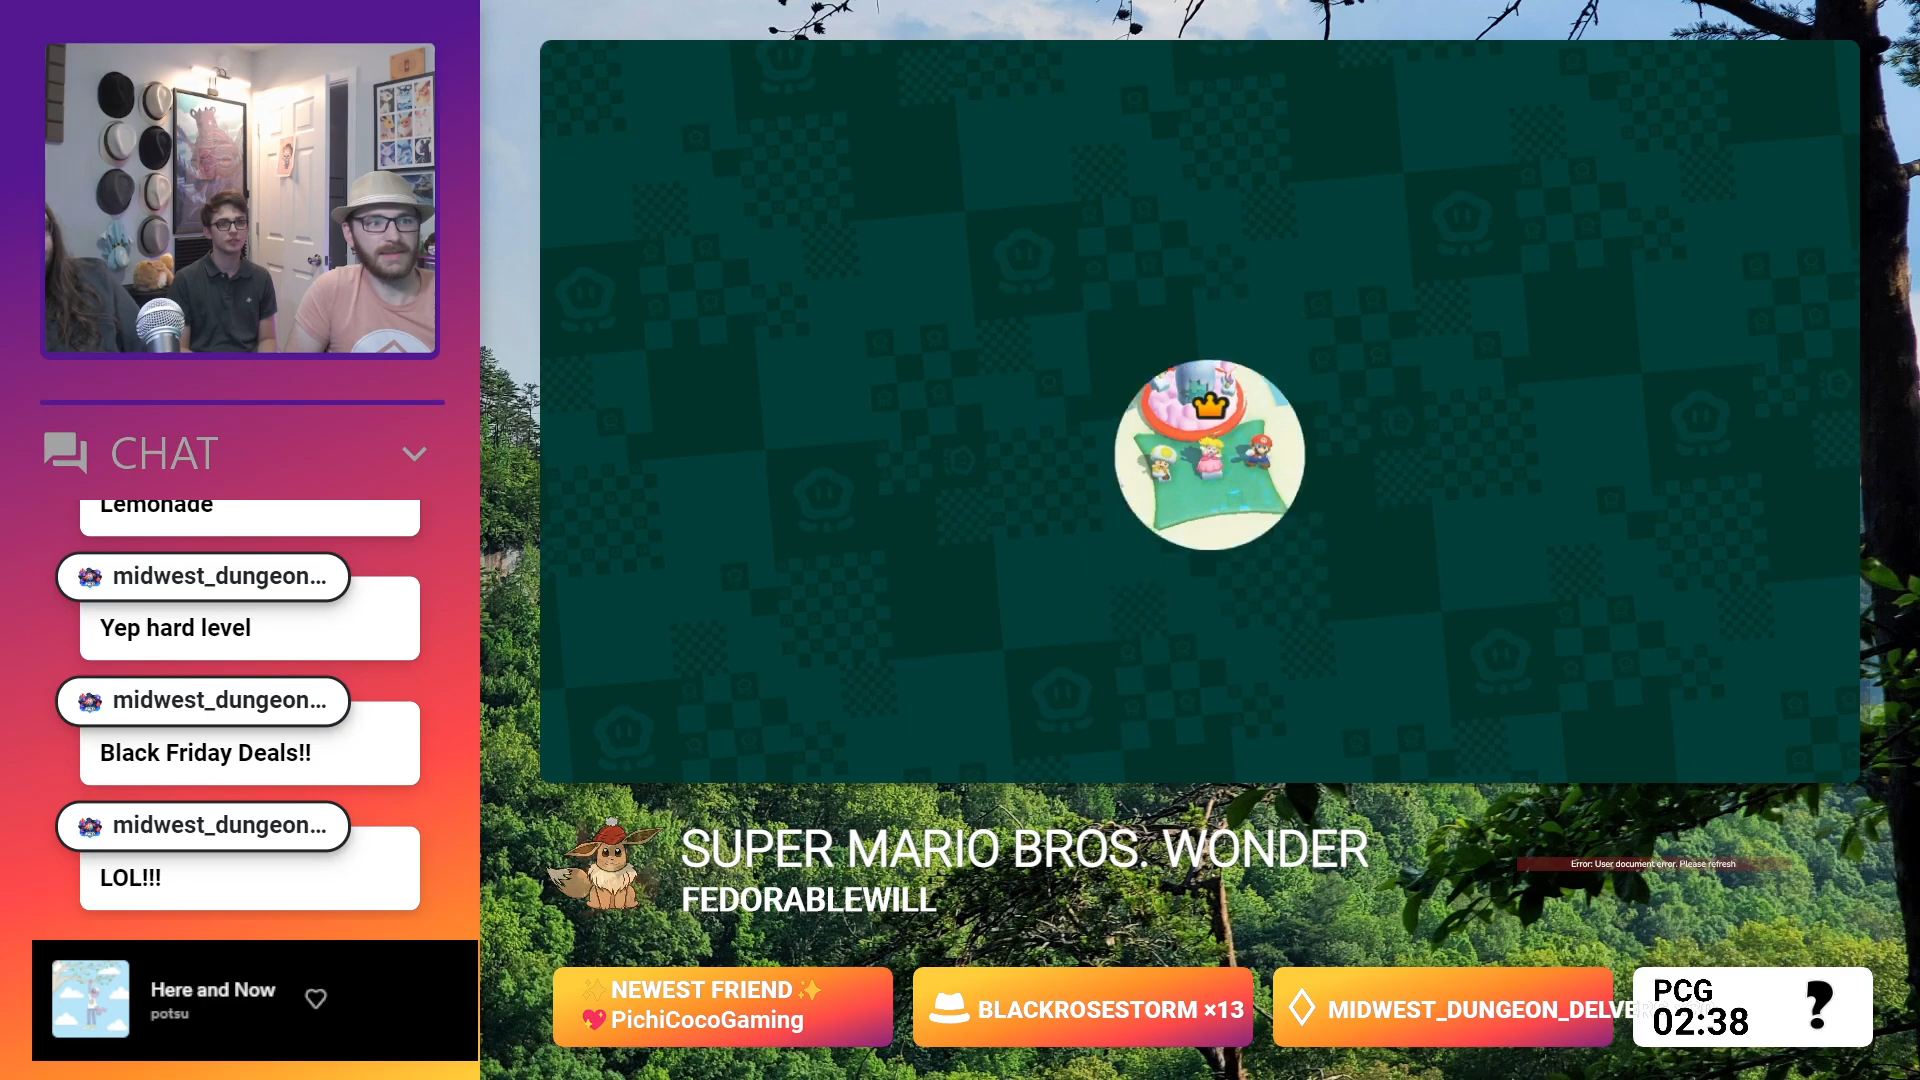 CHAT
Lemonade
midwest_dungeon...
Yep hard level
midwest_dungeon...
Black Friday Deals!!
midwest_dungeon...
LOL!!!
Here and Now
potsu
SUPER MARIO BROS. WONDER
FEDORABLEWILL
Error: User document error. Please refresh
NEWEST FRIEND
PichiCocoGaming
BLACKROSESTORM ×13
MIDWEST_DUNGEON_DELVE
PCG
02:38
?